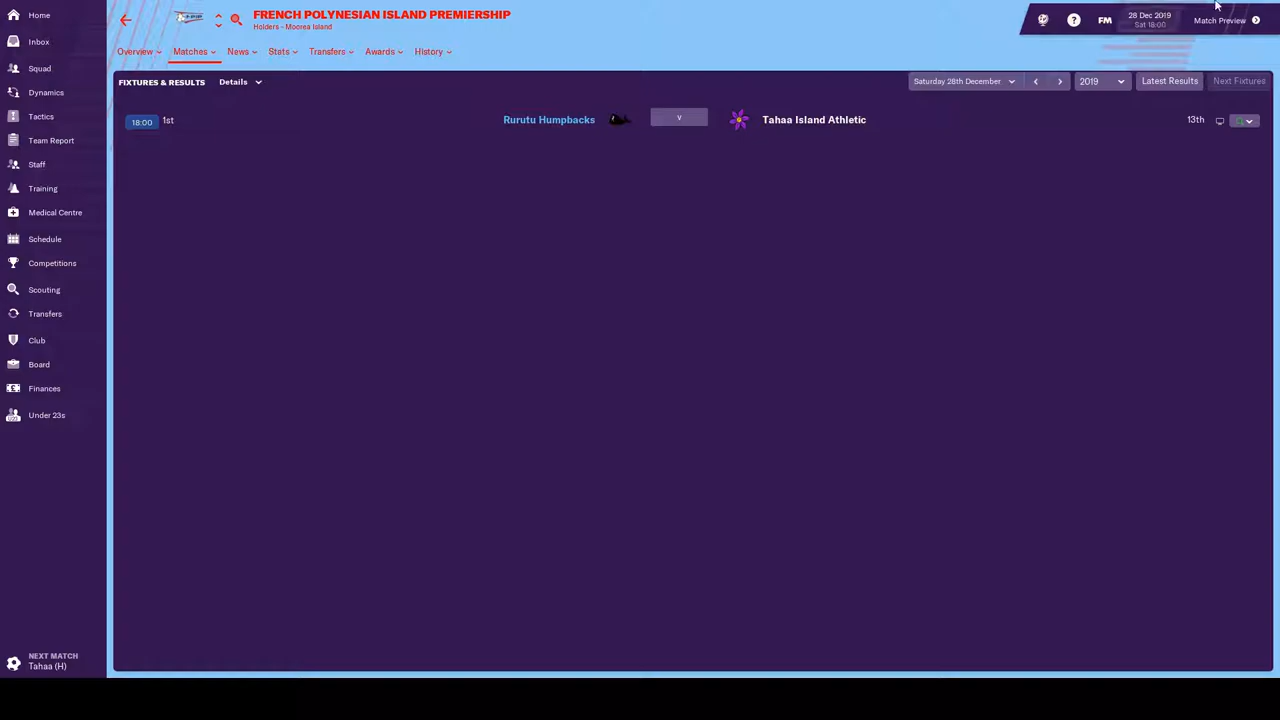 Home
Inbox
Squad
Dynamics
Tactics
Team Report
Staff
Training
Medical Centre
Schedule
Competitions
Scouting
Transfers
Club
Board
Finances
Under 23s
NEXT MATCH
Tahaa (H)
FRENCH POLYNESIAN ISLAND PREMIERSHIP
Holders - Moorea Island
Overview Matches News Stats Transfers Awards History
? FM 28 Dec 2019 Match Preview
Sat 18:00
FIXTURES & RESULTS Details Saturday 28th December 2019 Latest Results Next Fixtures
18:00 1st Rurutu Humpbacks v Tahaa Island Athletic 13th